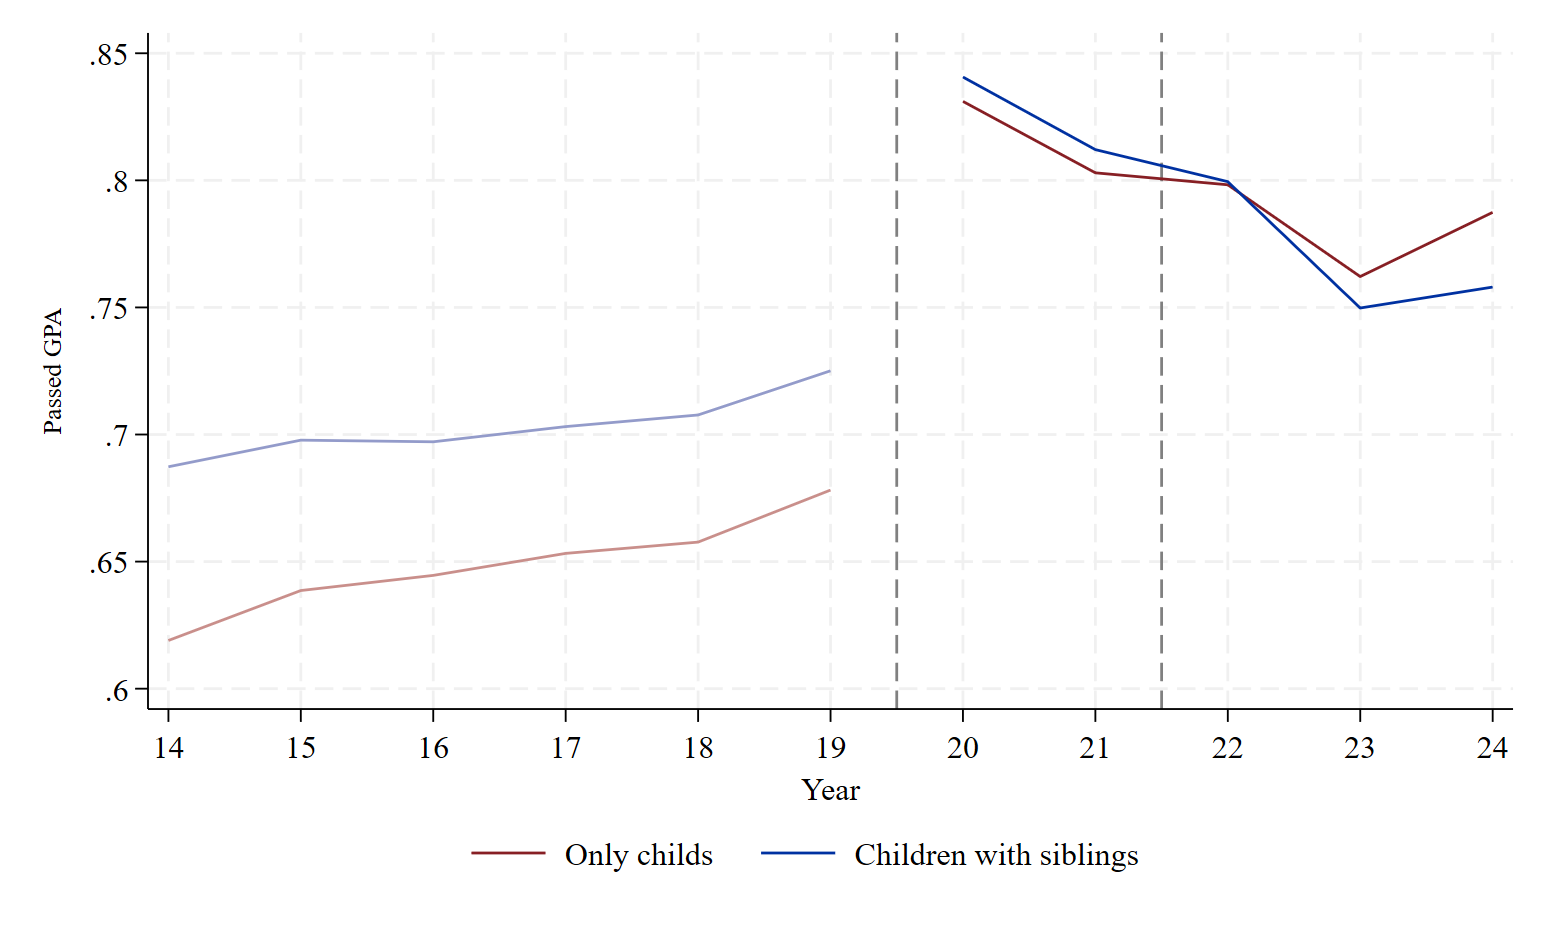 .85
.8
.75
.7
.65
.6
Passed GPA
14 15 16 17 18 19 20 21 22 23 24
Year
Only childs Children with siblings